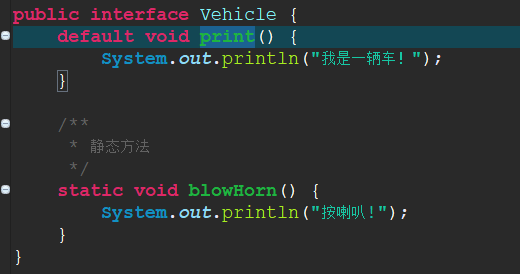 public interface Vehicle {
    default void print() {
        System.out.println("我是一辆车！");
    }

    /**
     * 静态方法
     */
    static void blowHorn() {
        System.out.println("按喇叭!");
    }
}